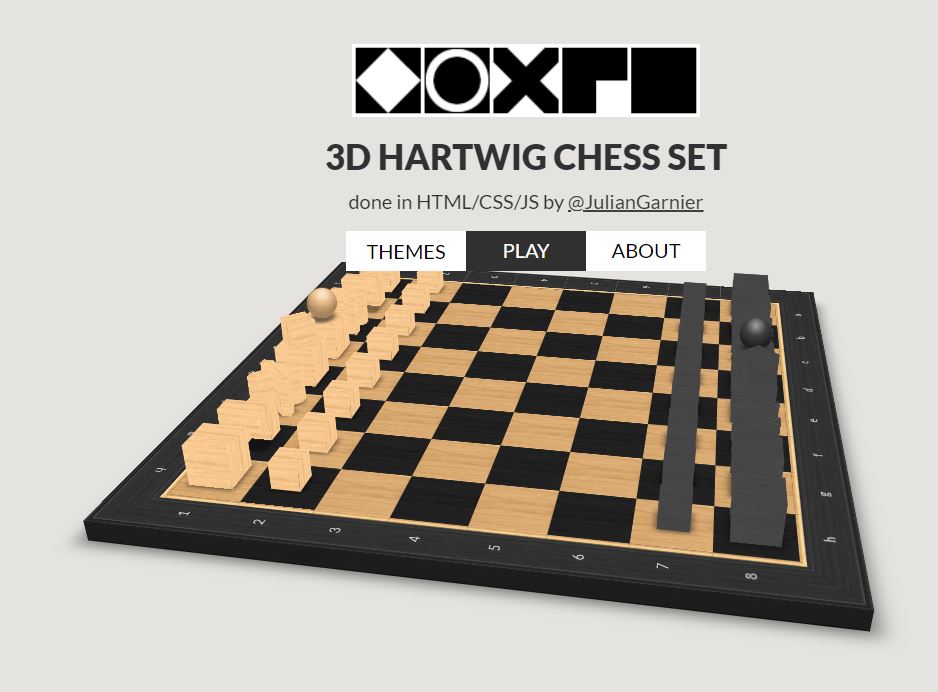 3D HARTWIG CHESS SET
done in HTML/CSS/JS by @JulianGarnier
THEMES PLAY ABOUT
1 2 3 4 5 6 7 8
c
d
e
f
g
h